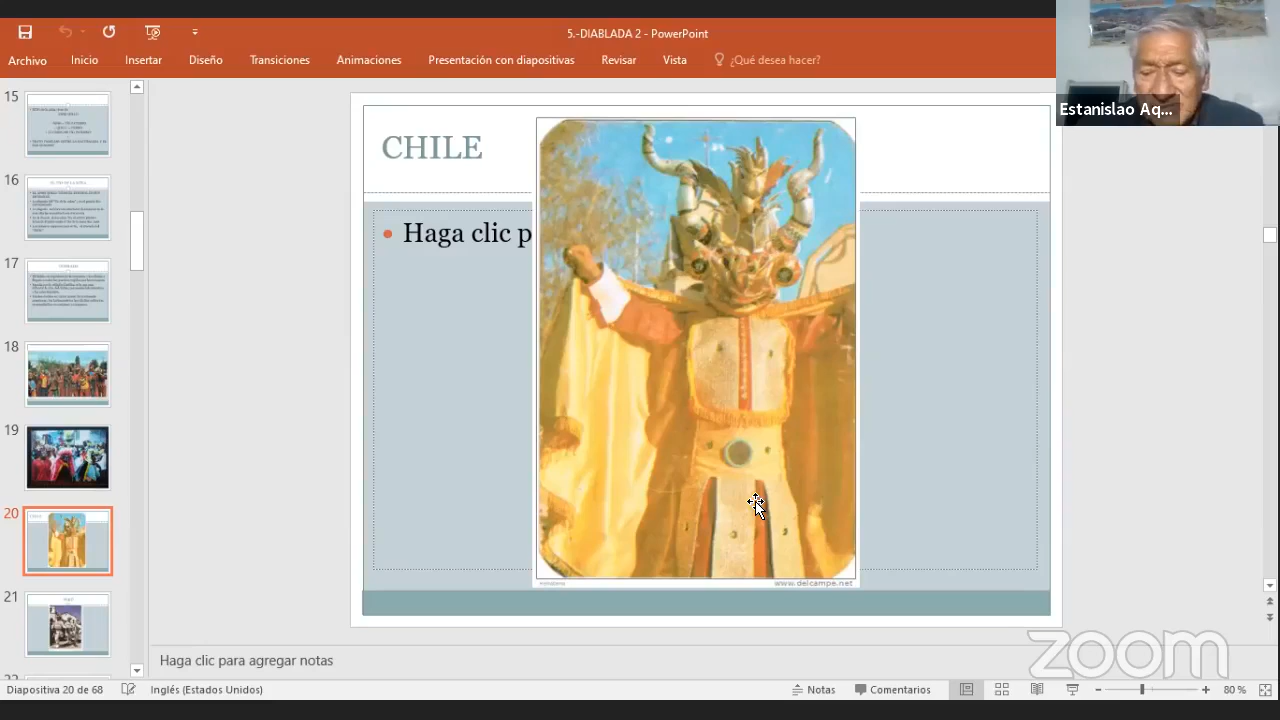 5.-DIABLADA 2 - PowerPoint
Archivo
Inicio
Insertar
Diseño
Transiciones
Animaciones
Presentación con diapositivas
Revisar
Vista
¿Qué desea hacer?
Estanislao Aq...
15
16
17
18
19
20
21
CHILE
Haga clic p
www.delcampe.net
Haga clic para agregar notas
zoom
Diapositiva 20 de 68
Inglés (Estados Unidos)
Notas
Comentarios
80 %